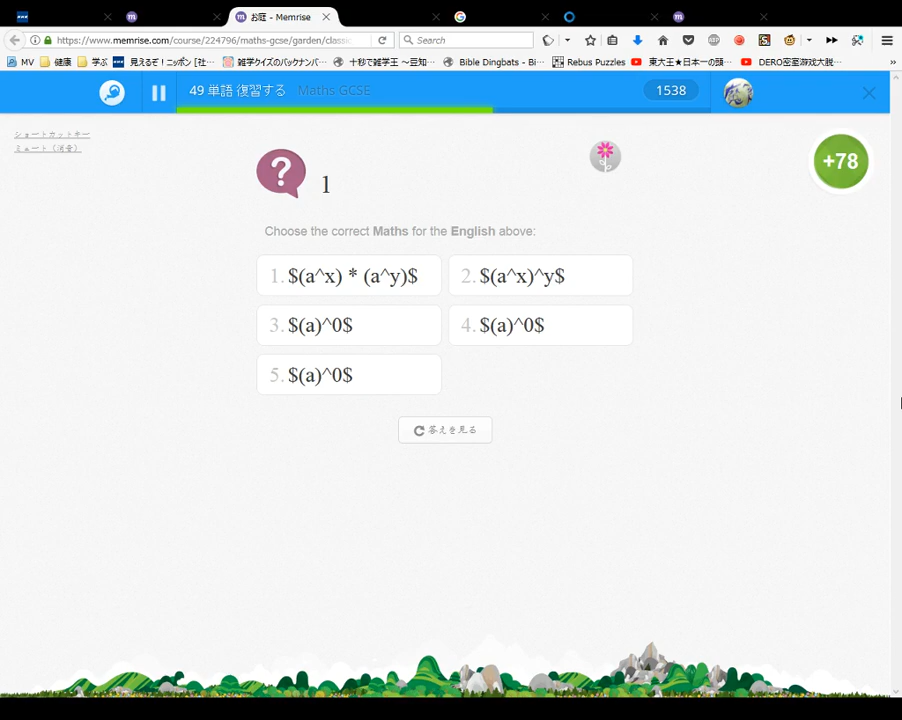 お庭 - Memrise
https://www.memrise.com/course/224796/maths-gcse/garden/classic
Search
MV 健康 学ぶ 見えるぞ！ニッポン [社… 雑学クイズのバックナンバ… 十秒で雑学王 ～豆知… Bible Dingbats - Bi… Rebus Puzzles 東大王★日本一の頭… DERO密室游戏大脱…
49 単語 復習する Maths GCSE 1538
ショートカットキー
ミュート（消音）
+78
? 1
Choose the correct Maths for the English above:
1. $(a^x) * (a^y)$ 2. $(a^x)^y$
3. $(a)^0$ 4. $(a)^0$
5. $(a)^0$
答えを見る